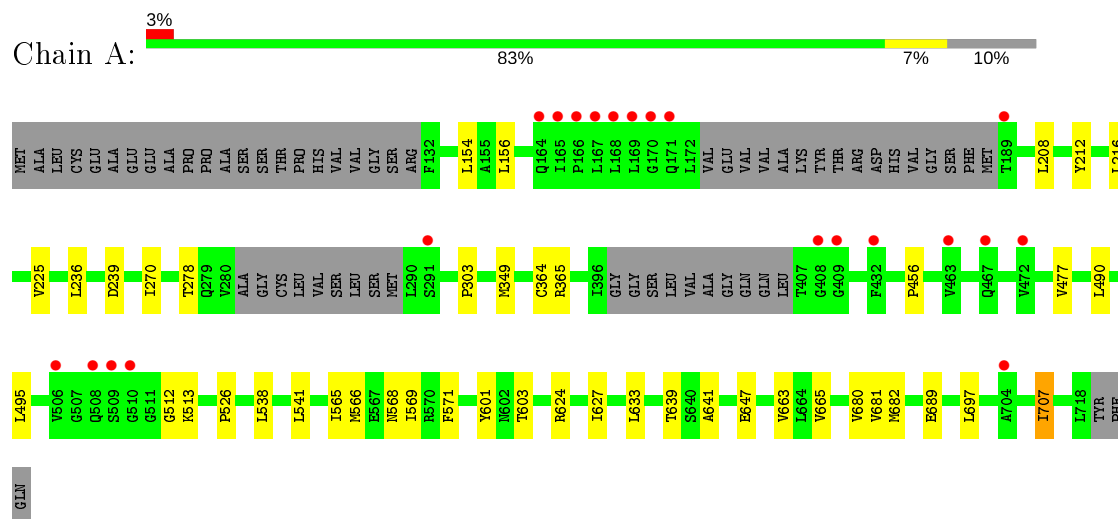 3%
Chain A:
83%
7%
10%
MET ALA LEU CYS GLU ALA GLU GLU ALA PRO PRO ALA SER SER THR PRO HIS VAL VAL GLY SER ARG F132 L154 A155 L156 Q164 I165 P166 L167 L168 L169 G170 Q171 L172 VAL GLU VAL VAL ALA LYS TYR THR ARG ASP HIS VAL GLY SER PHE MET T189 L208 Y212 L216
V225 L236 D239 I270 T278 Q279 V280 ALA GLY CYS LEU VAL SER LEU SER MET L290 S291 P303 M349 C364 R365 I396 GLY GLY SER LEU VAL ALA GLY GLN GLN LEU T407 G408 G409 F432 P456 V463 Q467 V472 V477 L490
L495 V506 G507 Q508 S509 G510 G511 G512 K513 P526 L538 L541 I565 M566 E567 N568 I569 R570 F571 Y601 N602 T603 R624 I627 L633 T639 S640 A641 E647 V663 L664 V665 V680 V681 M682 E689 L697 A704 I707 L718 TYR PHE
GLN